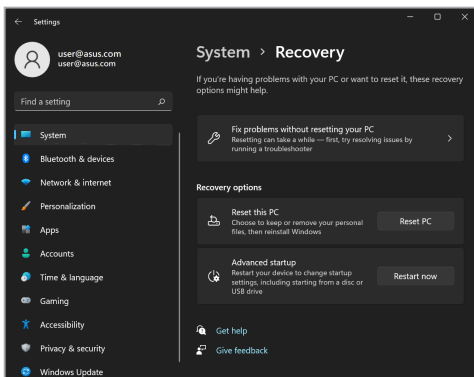 Settings
user@asus.com
user@asus.com
Find a setting
System
Bluetooth & devices
Network & internet
Personalization
Apps
Accounts
Time & language
Gaming
Accessibility
Privacy & security
Windows Update
System > Recovery
If you're having problems with your PC or want to reset it, these recovery
options might help.
Fix problems without resetting your PC
Resetting can take a while — first, try resolving issues by
running a troubleshooter
Recovery options
Reset this PC
Choose to keep or remove your personal
files, then reinstall Windows
Reset PC
Advanced startup
Restart your device to change startup
settings, including starting from a disc or
USB drive
Restart now
Get help
Give feedback